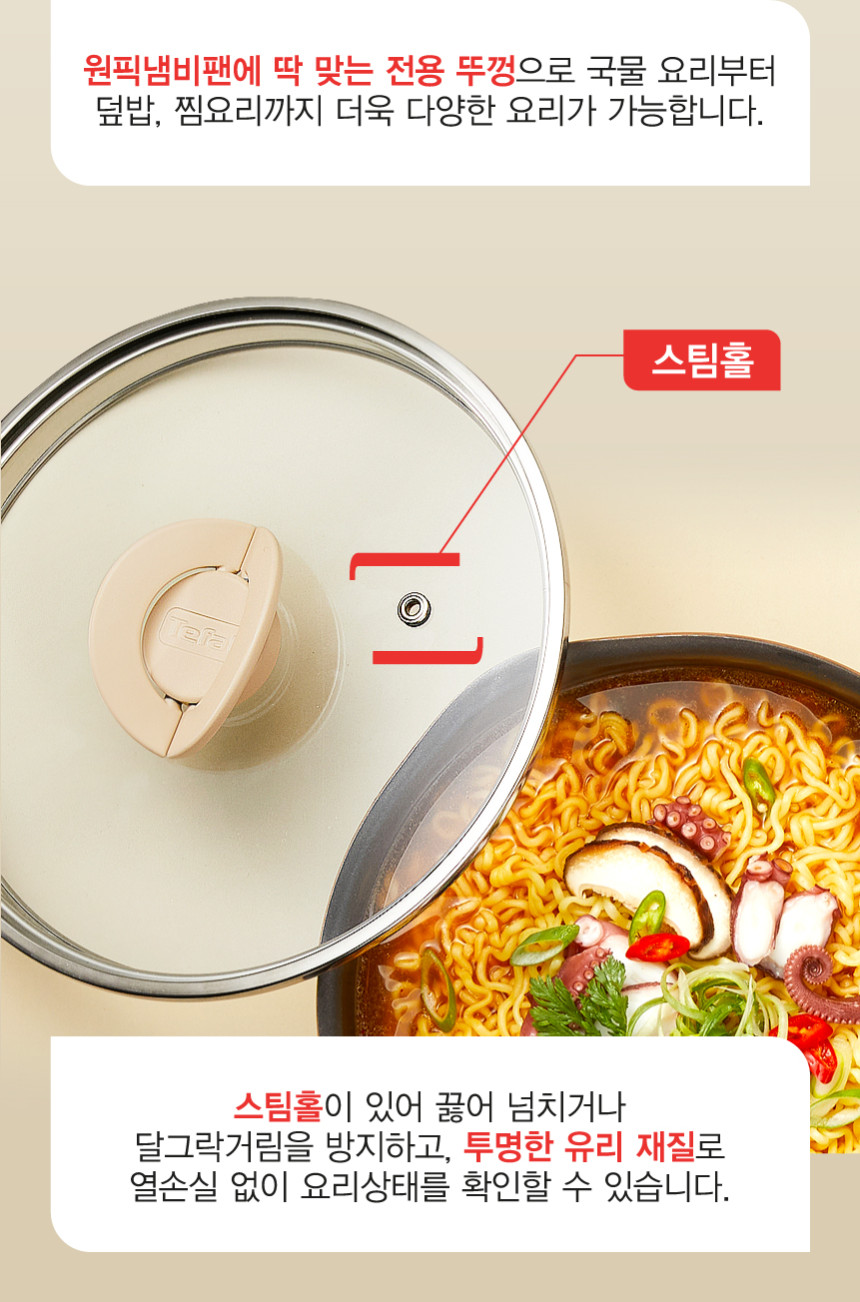 원픽냄비팬에 딱 맞는 전용 뚜껑으로 국물 요리부터
덮밥, 찜요리까지 더욱 다양한 요리가 가능합니다.
스팀홀
Tefal
스팀홀이 있어 끓어 넘치거나
달그락거림을 방지하고, 투명한 유리 재질로
열손실 없이 요리상태를 확인할 수 있습니다.